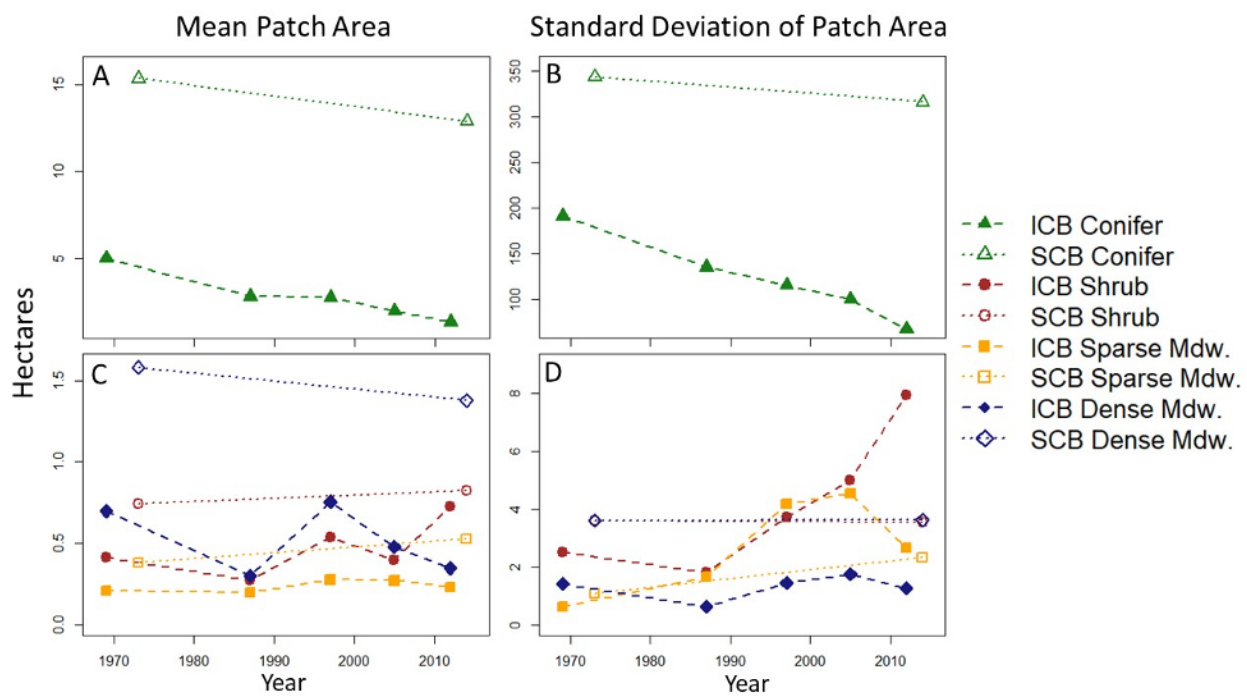 Mean Patch Area
Standard Deviation of Patch Area
A
15
10
5
B
350
300
250
200
150
100
Hectares
C
1.5
1.0
0.5
0.0
1970 1980 1990 2000 2010
Year
D
8
6
4
2
0
1970 1980 1990 2000 2010
Year
ICB Conifer
SCB Conifer
ICB Shrub
SCB Shrub
ICB Sparse Mdw.
SCB Sparse Mdw.
ICB Dense Mdw.
SCB Dense Mdw.